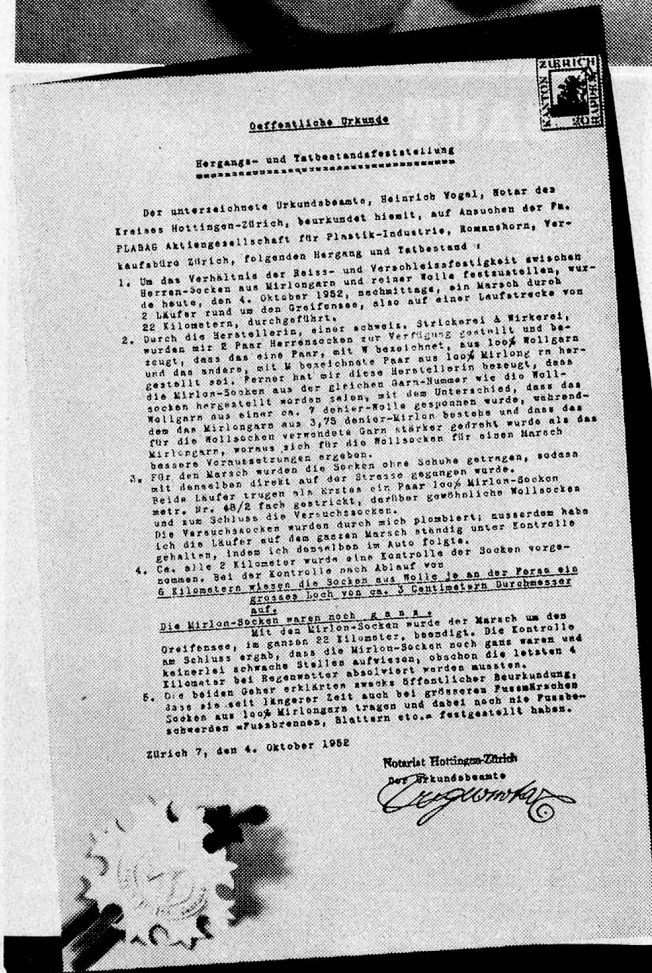 ZÜRICH
KANTON
RAPPEN
20
Oeffentliche Urkunde
Hergangs- und Tatbestandsfeststellung
Der unterzeichnete Urkundsbeamte, Heinrich Vogel, Notar des
Kreises Hottingen-Zürich, beurkundet hiemit, auf Ansuchen der Fa.
PLABAG Aktiengesellschaft für Plastik-Industrie, Romanshorn, Ver-
kaufsbüro Zürich, folgenden Hergang und Tatbestand :
1. Um das Verhältnis der Reiss- und Verschleissfestigkeit zwischen
Herren-Socken aus Mirlongarn und reiner Wolle festzustellen, wur-
de heute, den 4. Oktober 1952, nachmittags, ein Marsch durch
2 Läufer rund um den Greifensee, also auf einer Laufstrecke von
22 Kilometern, durchgeführt.
2. Durch die Herstellerin, einer schweiz. Strickerei & Wirkerei,
wurden mir 2 Paar Herrensocken zur Verfügung gestellt und be-
zeugt, dass das eine Paar, mit W bezeichnet, aus 100% Wollgarn
und das andere, mit M bezeichnete Paar aus 100% Mirlong rn her-
gestellt sei. Ferner hat mir diese Herstellerin bezeugt, dass
die Mirlon-Socken aus der gleichen Garn-Nummer wie die Woll-
socken hergestellt worden seien, mit dem Unterschied, dass das
Wollgarn aus einer ca. 7 denier-Wolle gesponnen wurde, während-
dem das Mirlongarn aus 3,75 denier-Mirlon bestehe und dass das
für die Wollsocken verwendete Garn stärker gedreht wurde als das
Mirlongarn, woraus sich für die Wollsocken für einen Marsch
bessere Voraussetzungen ergeben.
3. Für den Marsch wurden die Socken ohne Schuhe getragen, sodass
mit denselben direkt auf der Strasse gegangen wurde.
Beide Läufer trugen als Erstes ein Paar 100% Mirlon-Socken
metr. Nr. 48/2 fach gestrickt, darüber gewöhnliche Wollsocken
und zum Schluss die Versuchssocken.
Die Versuchssocken wurden durch mich plombiert; ausserdem habe
ich die Läufer auf dem ganzen Marsch ständig unter Kontrolle
gehalten, indem ich denselben im Auto folgte.
4. Ca. alle 2 Kilometer wurde eine Kontrolle der Socken vorge-
nommen. Bei der Kontrolle nach Ablauf von
6 Kilometern wiesen die Socken aus Wolle je an der Ferse ein
grosses Loch von ca. 3 Centimetern Durchmesser
auf.
Die Mirlon-Socken waren noch g a n z .
Mit den Mirlon-Socken wurde der Marsch um den
Greifensee, im ganzen 22 Kilometer, beendigt. Die Kontrolle
am Schluss ergab, dass die Mirlon-Socken noch ganz waren und
keinerlei schwache Stellen aufwiesen, obschon die letzten 4
Kilometer bei Regenwetter absolviert werden mussten.
5. Die beiden Geher erklärten zwecks öffentlicher Beurkundung,
dass sie seit längerer Zeit auch bei grösseren Fussmärschen
Socken aus 100% Mirlongarn tragen und dabei noch nie Fussbe-
schwerden «Fussbrennen, Blattern etc.» festgestellt haben.
Zürich 7, den 4. Oktober 1952
Notariat Hottingen-Zürich
Der Urkundsbeamte